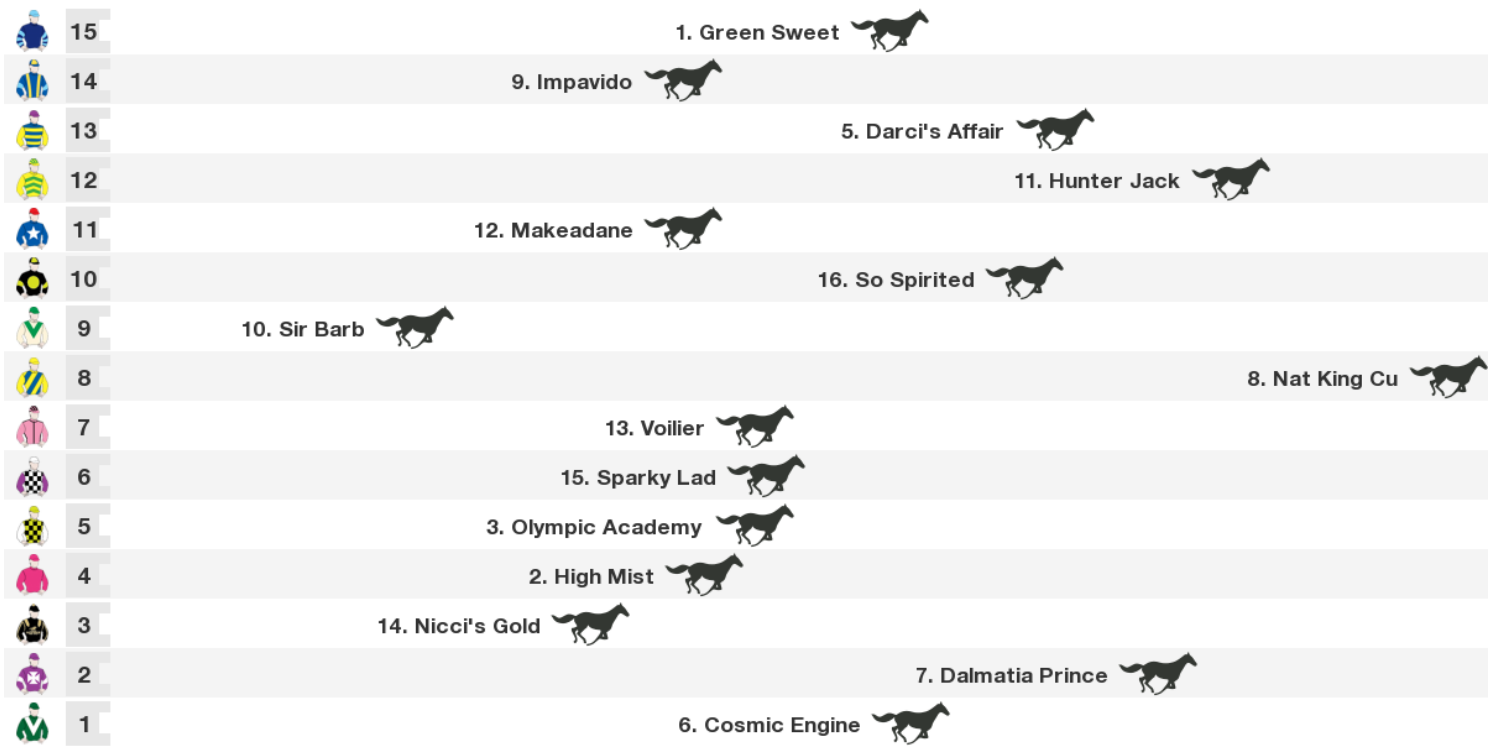 15 1. Green Sweet
14 9. Impavido
13 5. Darci's Affair
12 11. Hunter Jack
11 12. Makeadane
10 16. So Spirited
9 10. Sir Barb
8 8. Nat King Cu
7 13. Voilier
6 15. Sparky Lad
5 3. Olympic Academy
4 2. High Mist
3 14. Nicci's Gold
2 7. Dalmatia Prince
1 6. Cosmic Engine